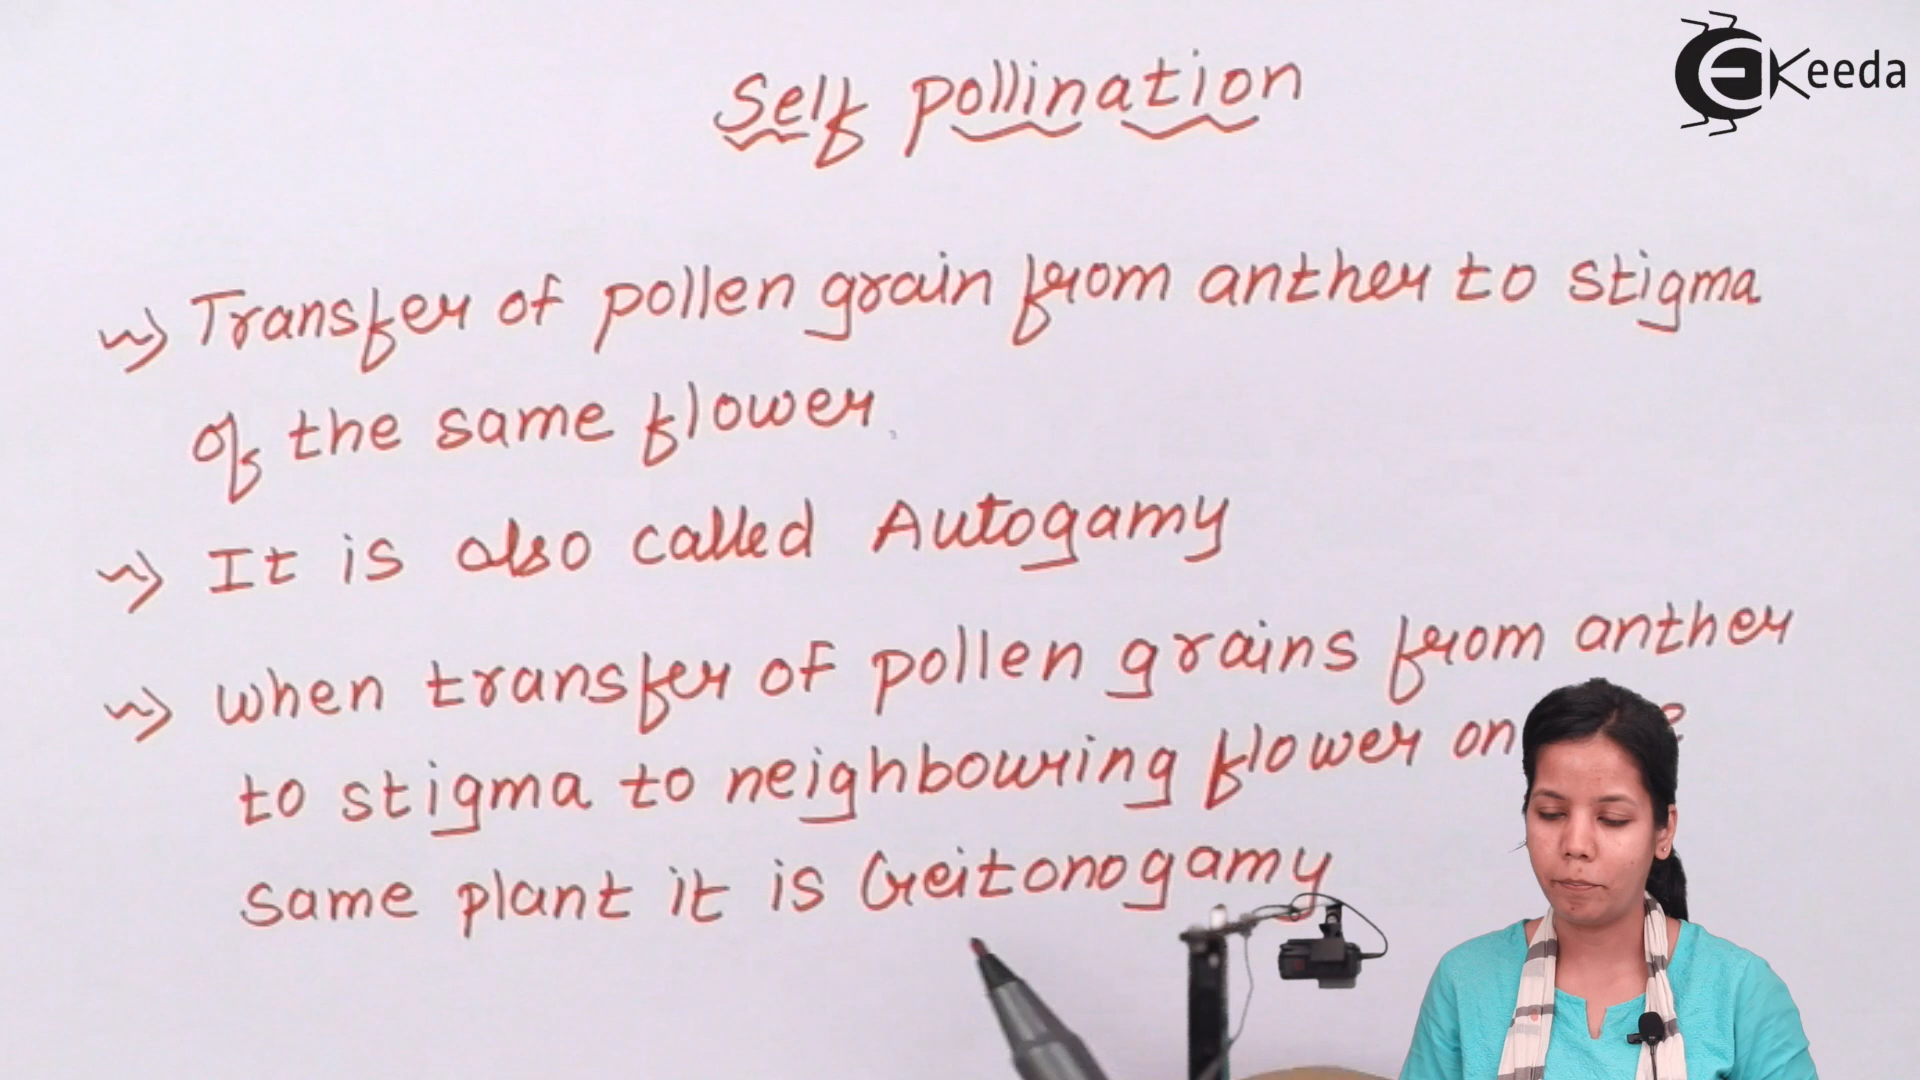 Keeda
Self pollination
Transfer of pollen grain from anther to stigma
of the same flower
It is also called Autogamy
When transfer of pollen grains from anther
to stigma to neighbouring flower on
same plant it is Geitonogamy